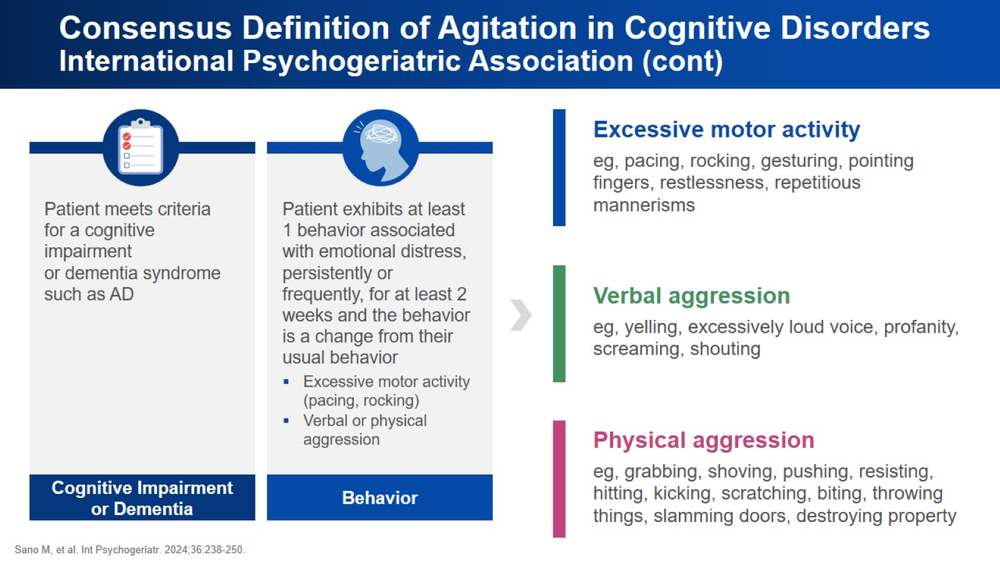 Consensus Definition of Agitation in Cognitive Disorders
International Psychogeriatric Association (cont)
Patient meets criteria
for a cognitive
impairment
or dementia syndrome
such as AD
Cognitive Impairment
or Dementia
Patient exhibits at least
1 behavior associated
with emotional distress,
persistently or
frequently, for at least 2
weeks and the behavior
is a change from their
usual behavior
▪ Excessive motor activity
(pacing, rocking)
▪ Verbal or physical
aggression
Behavior
Excessive motor activity
eg, pacing, rocking, gesturing, pointing
fingers, restlessness, repetitious
mannerisms
Verbal aggression
eg, yelling, excessively loud voice, profanity,
screaming, shouting
Physical aggression
eg, grabbing, shoving, pushing, resisting,
hitting, kicking, scratching, biting, throwing
things, slamming doors, destroying property
Sano M, et al. Int Psychogeriatr. 2024;36:238-250.